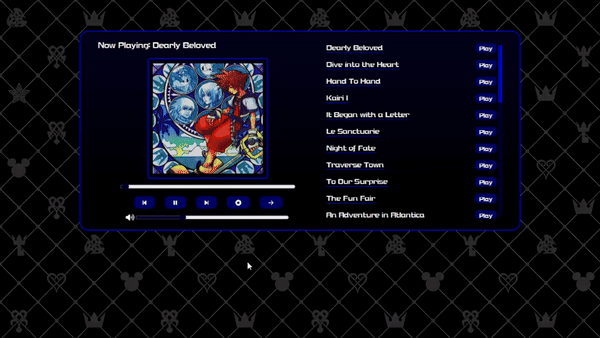 Now Playing: Dearly Beloved
Dearly Beloved Play
Dive into the Heart Play
Hand To Hand Play
Kairi I Play
It Began with a Letter Play
Le Sanctuarie Play
Night of Fate Play
Traverse Town Play
To Our Surprise Play
The Fun Fair Play
An Adventure in Atlantica Play